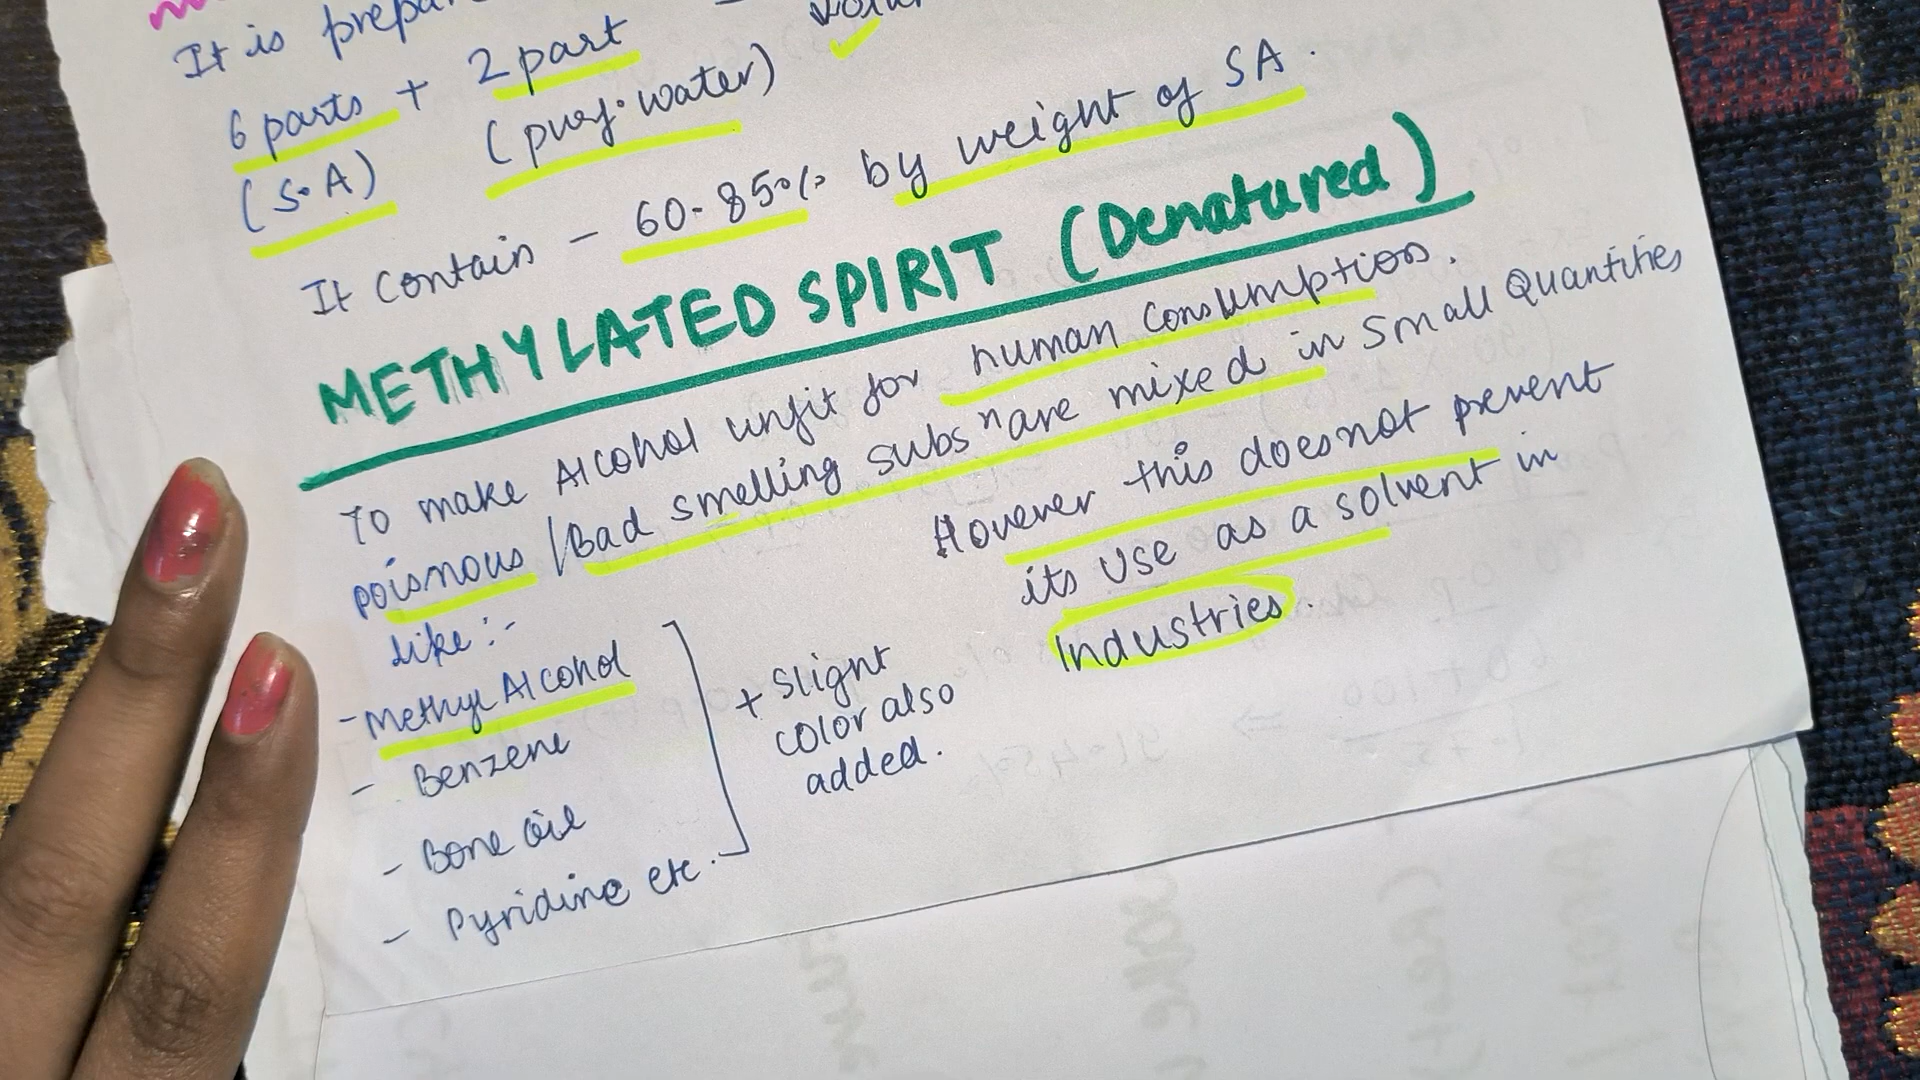 It is prepar
6 parts + 2 part
(S.A) (purf. water)
It contain - 60-85% by weight of SA.
METHYLATED SPIRIT (Denatured)
To make Alcohol unfit for human consumption.
poisnous / Bad smelling subsn are mixed in small Quantities
like :-
- Methyl Alcohol
- Benzene
- Bone oil
- Pyridine etc.
+ slight
color also
added.
However this does not prevent
its use as a solvent in
Industries.